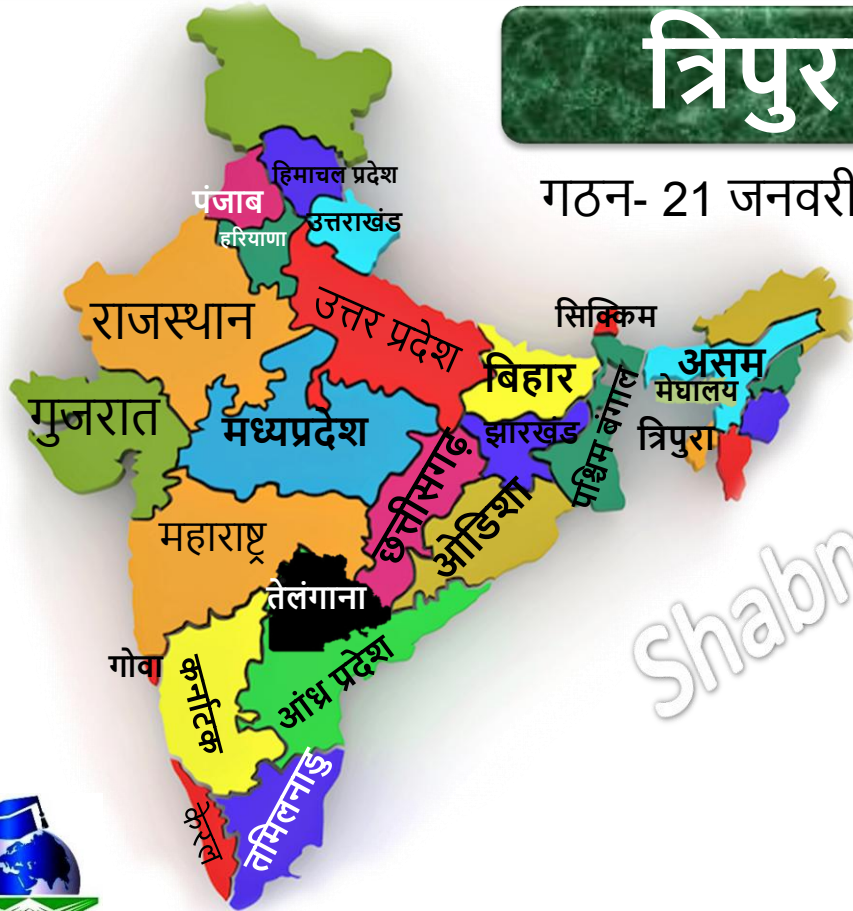 त्रिपुर
गठन- 21 जनवरी
हिमाचल प्रदेश
पंजाब
उत्तराखंड
हरियाणा
राजस्थान
उत्तर प्रदेश
सिक्किम
असम
बिहार
मेघालय
गुजरात
मध्यप्रदेश
झारखंड
पश्चिम बंगाल
त्रिपुरा
छत्तीसगढ़
ओडिशा
महाराष्ट्र
तेलंगाना
Shabn
गोवा
कर्नाटक
आंध्र प्रदेश
तमिलनाडु
केरल